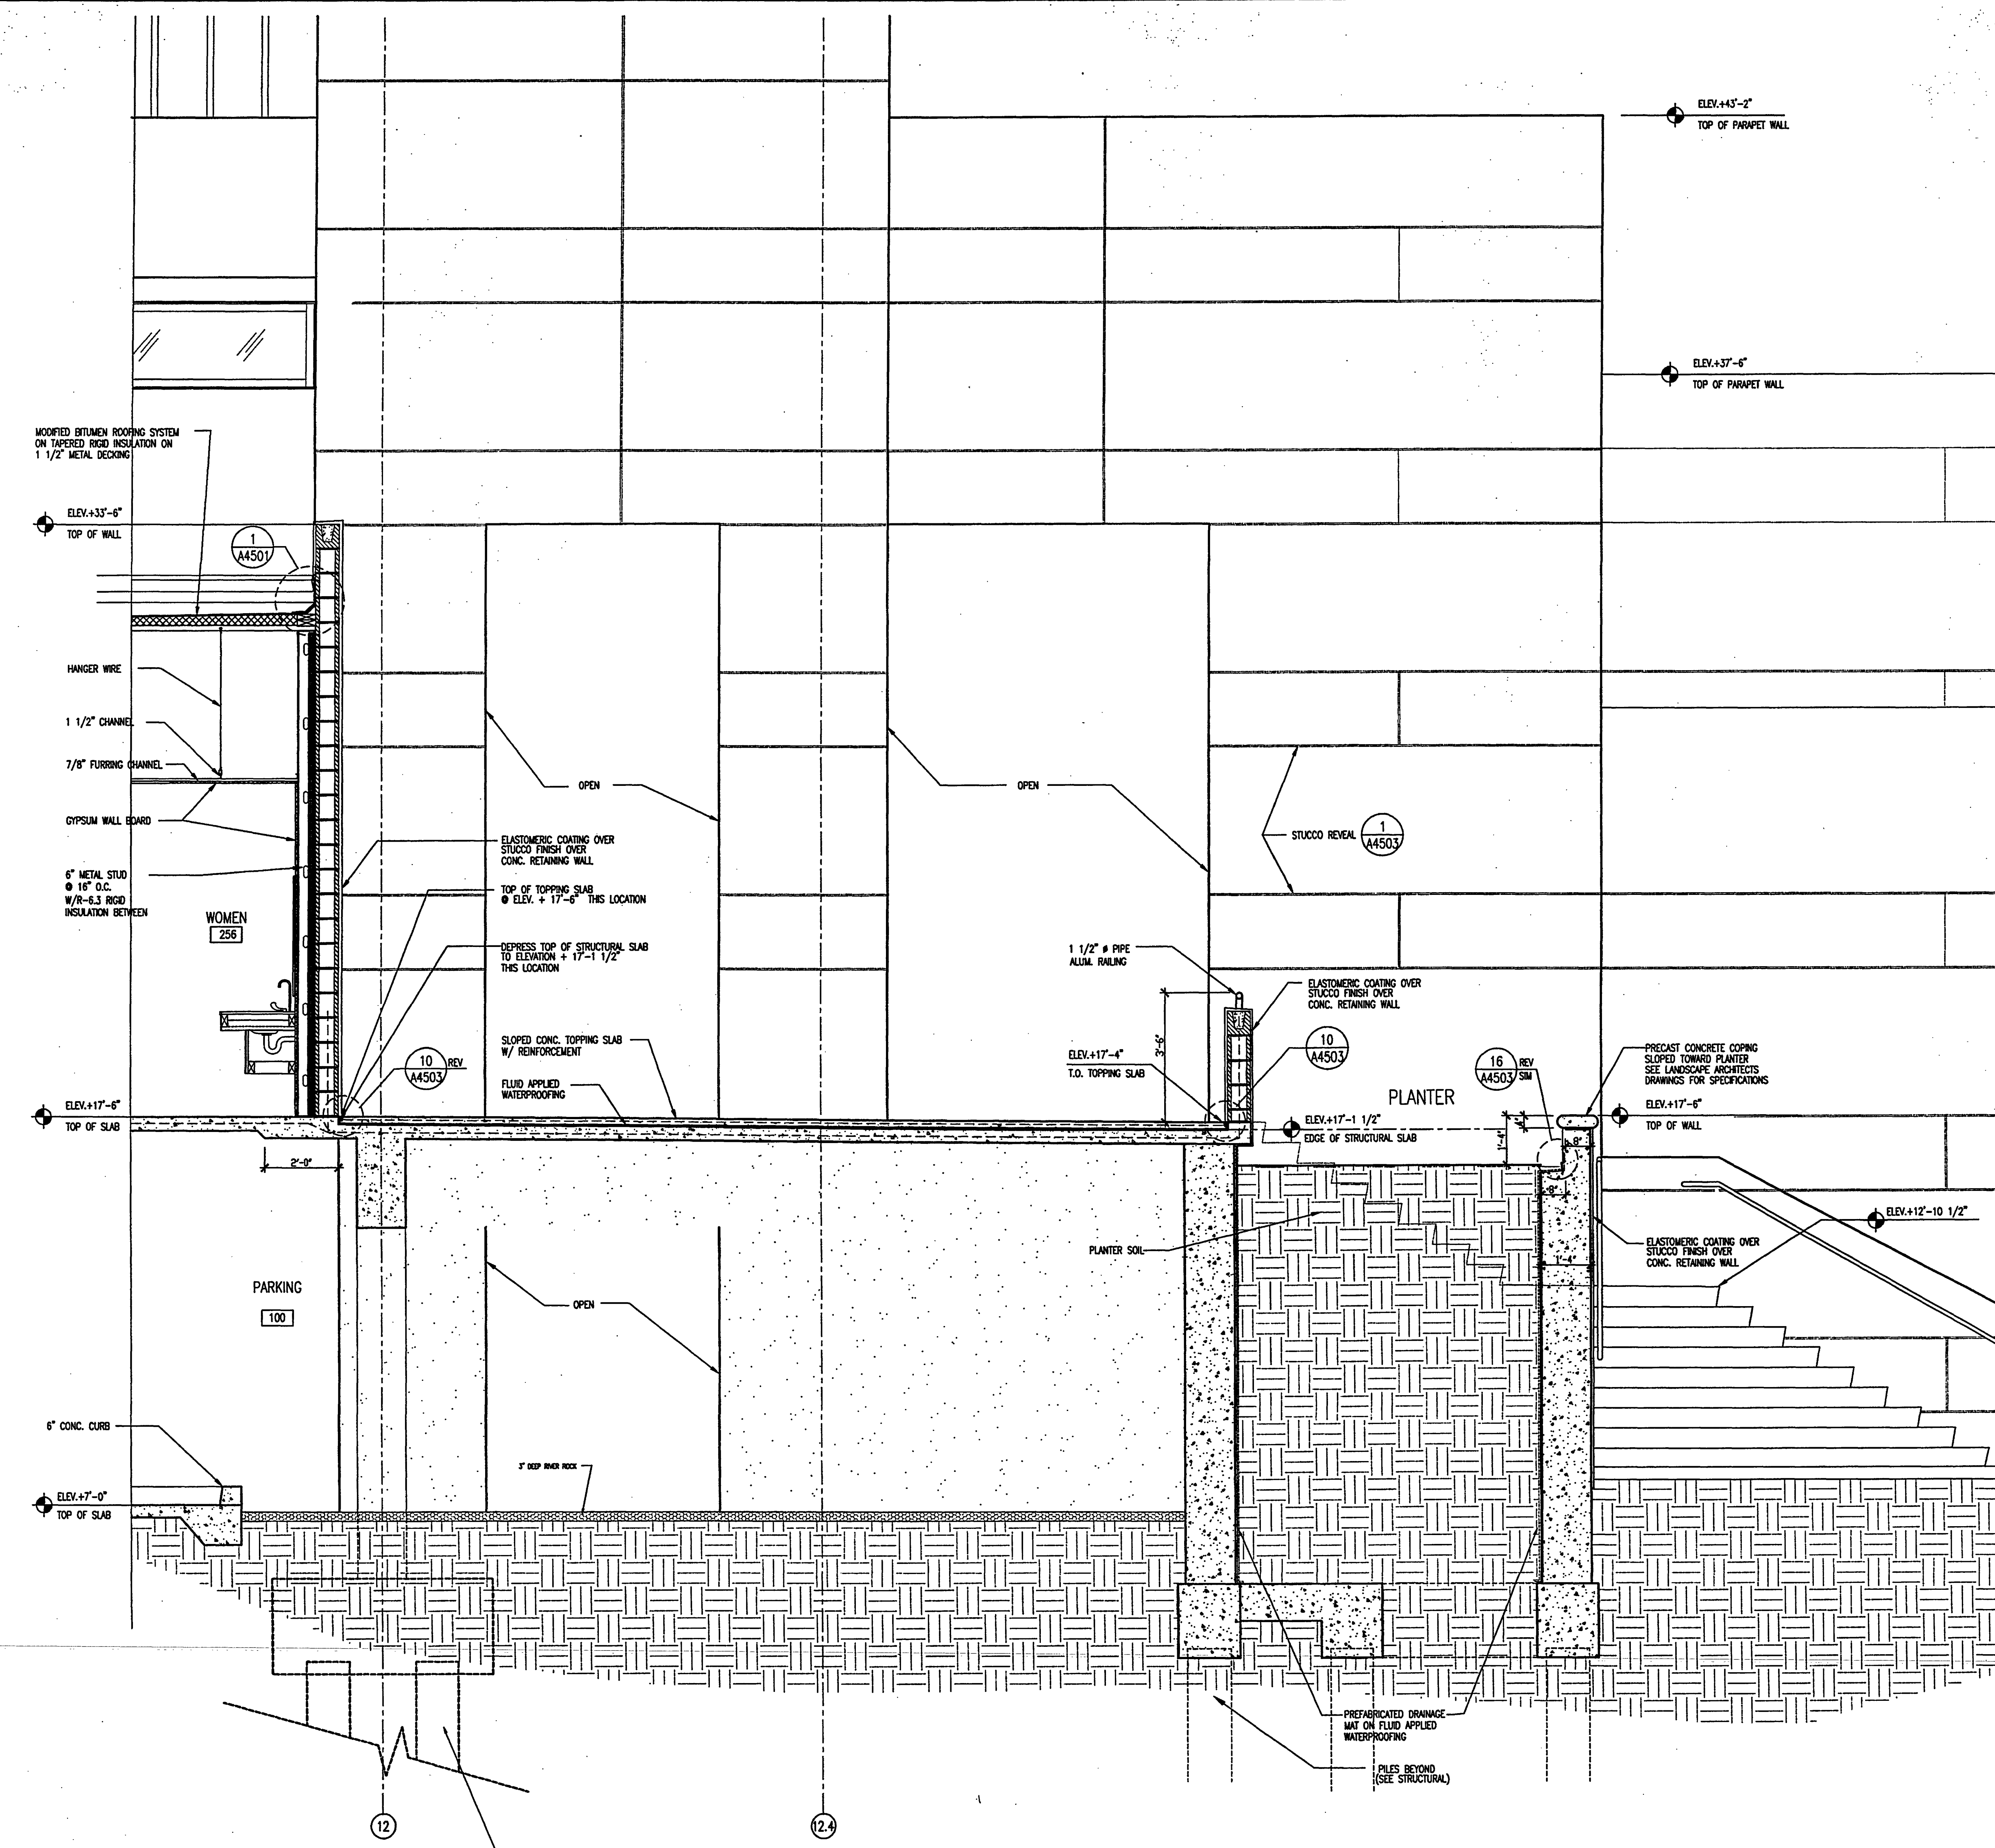 ELEV.+43'-2"
TOP OF PARAPET WALL
ELEV.+37'-6"
TOP OF PARAPET WALL
MODIFIED BITUMEN ROOFING SYSTEM
ON TAPERED RIGID INSULATION ON
1 1/2" METAL DECKING
ELEV.+33'-6"
TOP OF WALL
1
A4501
HANGER WIRE
1 1/2" CHANNEL
7/8" FURRING CHANNEL
GYPSUM WALL BOARD
6" METAL STUD
@ 16" O.C.
W/R-6.3 RIGID
INSULATION BETWEEN
WOMEN
256
OPEN
OPEN
STUCCO REVEAL
1
A4503
ELASTOMERIC COATING OVER
STUCCO FINISH OVER
CONC. RETAINING WALL
TOP OF TOPPING SLAB
@ ELEV. + 17'-6" THIS LOCATION
DEPRESS TOP OF STRUCTURAL SLAB
TO ELEVATION + 17'-1 1/2"
THIS LOCATION
1 1/2" ø PIPE
ALUM. RAILING
ELASTOMERIC COATING OVER
STUCCO FINISH OVER
CONC. RETAINING WALL
3'-6"
SLOPED CONC. TOPPING SLAB
W/ REINFORCEMENT
10
A4503
REV
FLUID APPLIED
WATERPROOFING
ELEV.+17'-4"
T.O. TOPPING SLAB
10
A4503
16
A4503
REV
SIM
PRECAST CONCRETE COPING
SLOPED TOWARD PLANTER
SEE LANDSCAPE ARCHITECTS
DRAWINGS FOR SPECIFICATIONS
PLANTER
ELEV.+17'-6"
TOP OF SLAB
ELEV.+17'-1 1/2"
EDGE OF STRUCTURAL SLAB
ELEV.+17'-6"
TOP OF WALL
1'-4"
8"
8"
2'-0"
ELEV.+12'-10 1/2"
PLANTER SOIL
ELASTOMERIC COATING OVER
STUCCO FINISH OVER
CONC. RETAINING WALL
1'-4"
PARKING
100
OPEN
6" CONC. CURB
3" DEEP RIVER ROCK
ELEV.+7'-0"
TOP OF SLAB
PREFABRICATED DRAINAGE
MAT ON FLUID APPLIED
WATERPROOFING
PILES BEYOND
(SEE STRUCTURAL)
12
12.4